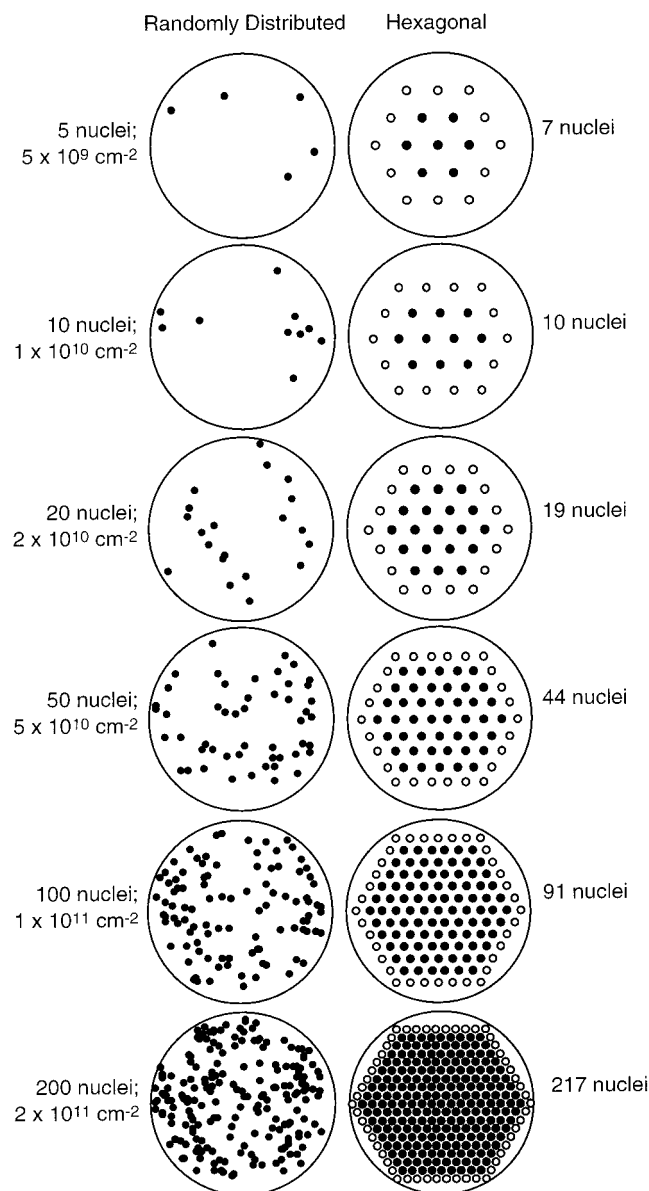 Randomly Distributed Hexagonal
5 nuclei;
5 x 10⁹ cm⁻²
7 nuclei
10 nuclei;
1 x 10¹⁰ cm⁻²
10 nuclei
20 nuclei;
2 x 10¹⁰ cm⁻²
19 nuclei
50 nuclei;
5 x 10¹⁰ cm⁻²
44 nuclei
100 nuclei;
1 x 10¹¹ cm⁻²
91 nuclei
200 nuclei;
2 x 10¹¹ cm⁻²
217 nuclei